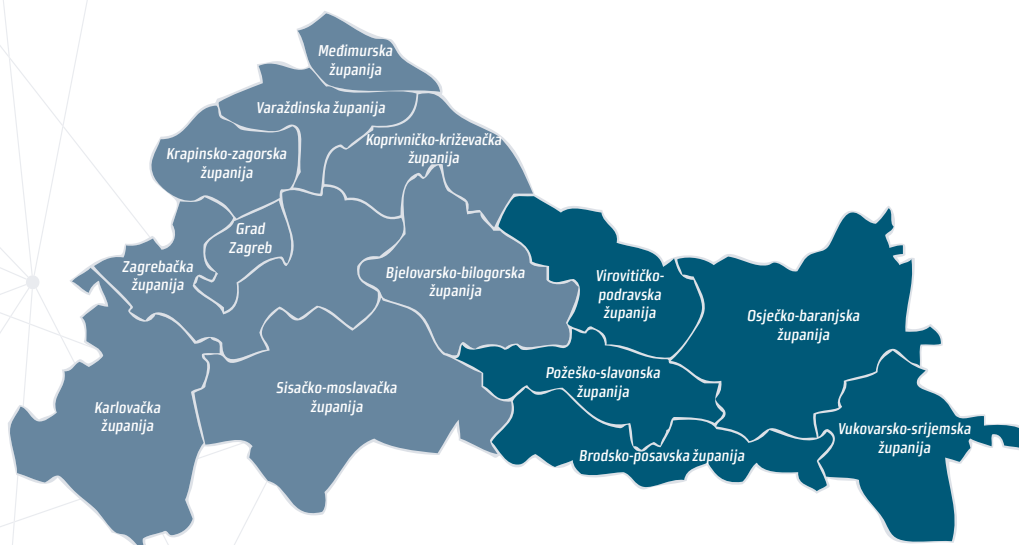 Međimurska
županija
Varaždinska županija
Koprivničko-križevačka
županija
Krapinsko-zagorska
županija
Grad
Zagreb
Zagrebačka
županija
Bjelovarsko-bilogorska
županija
Virovitičko-
podravska
županija
Osječko-baranjska
županija
Požeško-slavonska
županija
Sisačko-moslavačka
županija
Karlovačka
županija
Vukovarsko-srijemska
županija
Brodsko-posavska županija